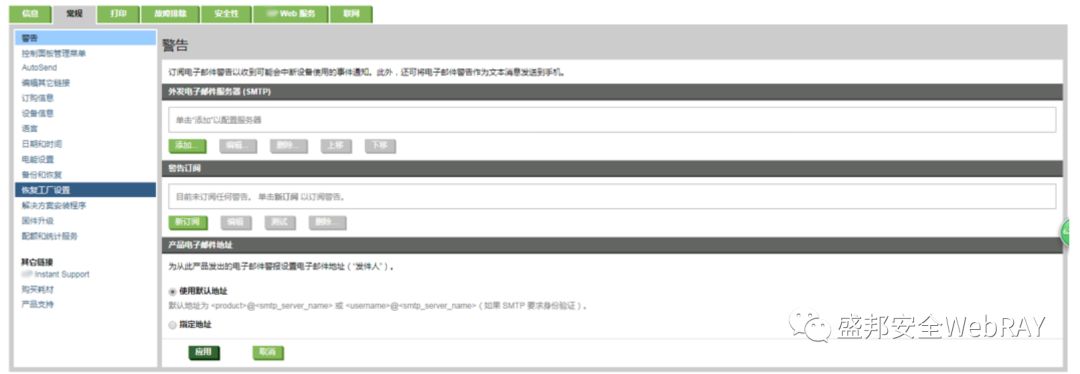 信息
常规
打印
故障排除
安全性
Web 服务
联网
警告
控制面板管理菜单
AutoSend
编辑其它链接
订购信息
设备信息
语言
日期和时间
电能设置
备份和恢复
恢复工厂设置
解决方案安装程序
固件升级
配额和统计服务
其它链接
Instant Support
购买耗材
产品支持
警告
订阅电子邮件警告以收到可能会中断设备使用的事件通知。此外，还可将电子邮件警告作为文本消息发送到手机。
外发电子邮件服务器 (SMTP)
单击“添加”以配置服务器
添加... 编辑... 删除... 上移 下移
警告订阅
目前未订阅任何警告。 单击新订阅 以订阅警告。
新订阅 编辑 测试 删除...
产品电子邮件地址
为从此产品发出的电子邮件警报设置电子邮件地址（“发件人”）。
使用默认地址
默认地址为 <product>@<smtp_server_name> 或 <username>@<smtp_server_name>（如果 SMTP 要求身份验证）。
指定地址
应用 取消
盛邦安全WebRAY